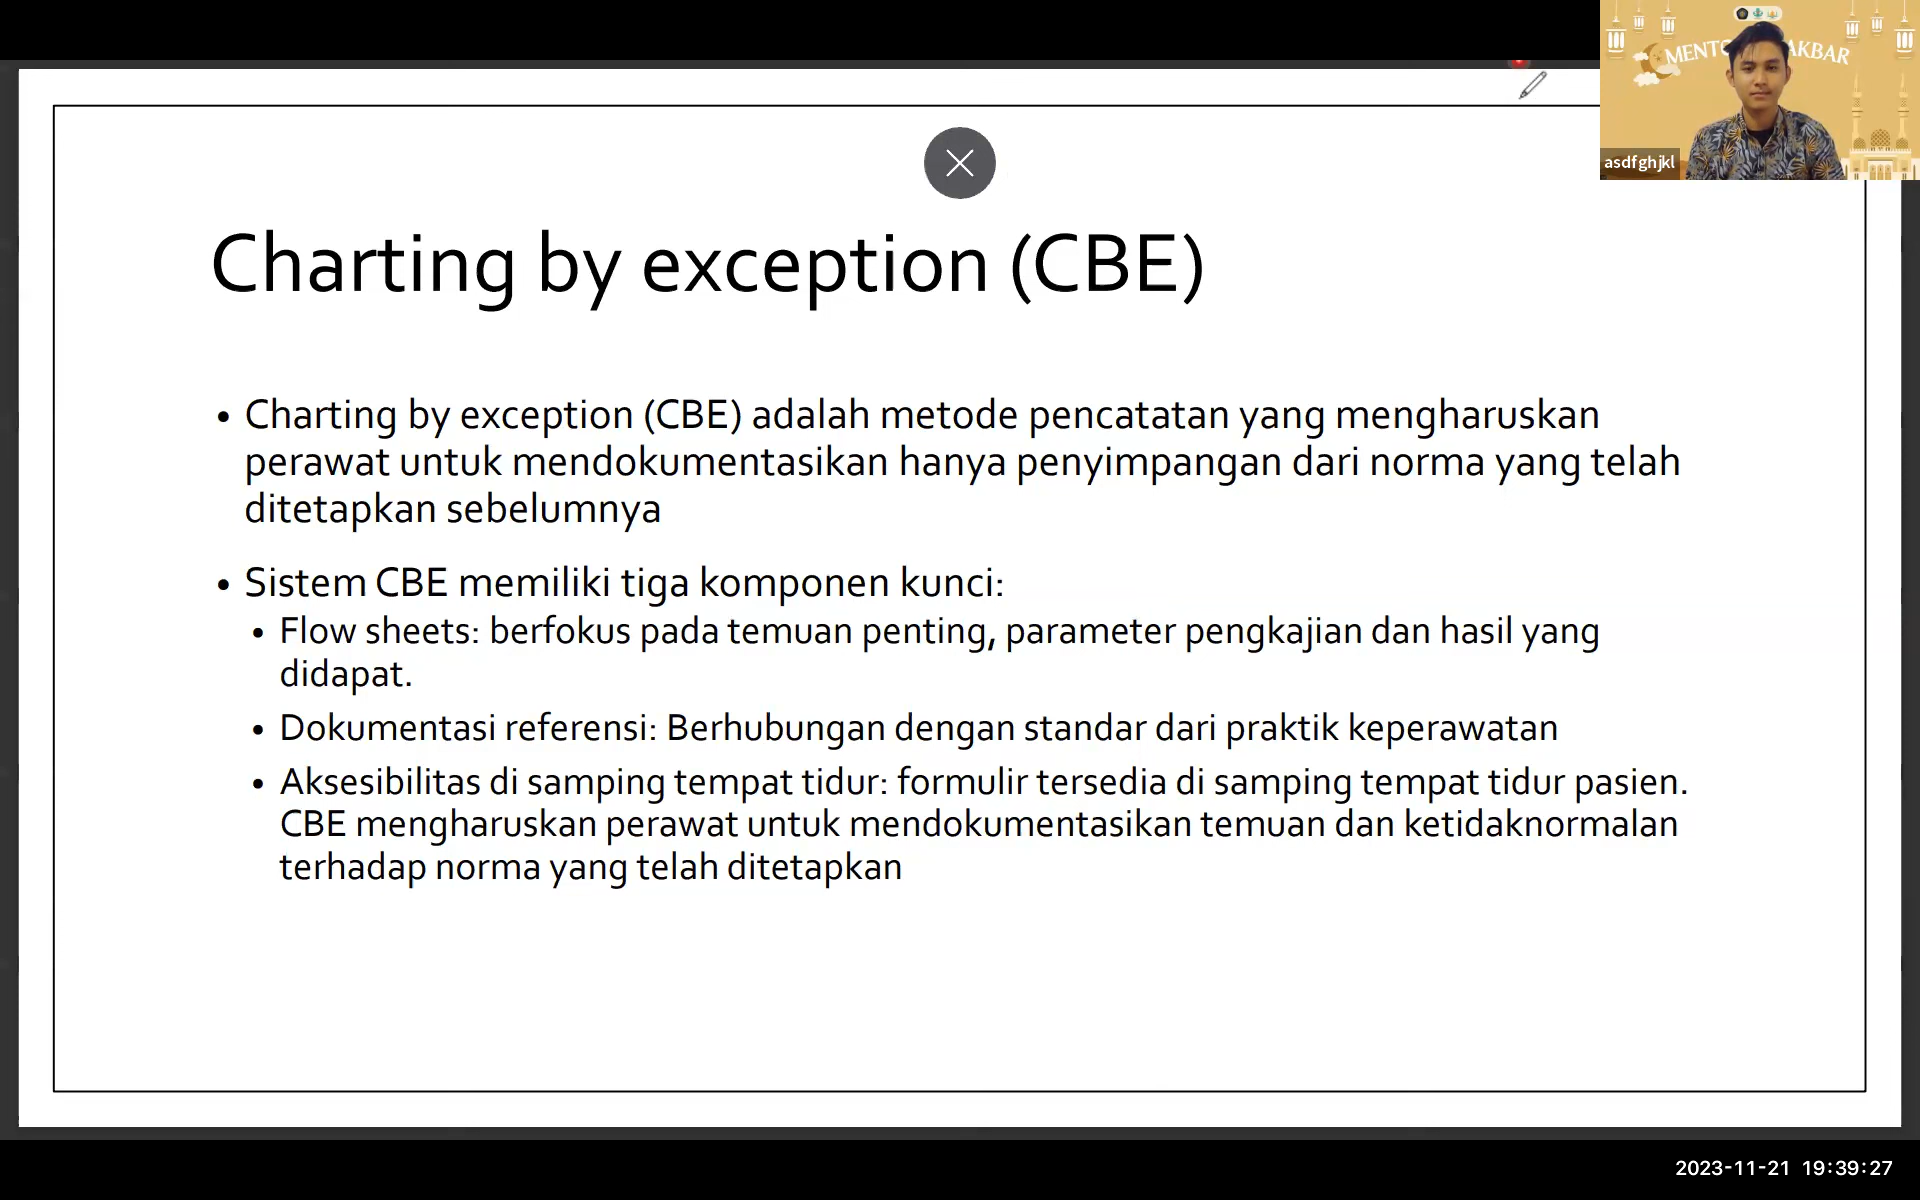 MENTO AKBAR
asdfghjkl
Charting by exception (CBE)
• Charting by exception (CBE) adalah metode pencatatan yang mengharuskan
perawat untuk mendokumentasikan hanya penyimpangan dari norma yang telah
ditetapkan sebelumnya
• Sistem CBE memiliki tiga komponen kunci:
• Flow sheets: berfokus pada temuan penting, parameter pengkajian dan hasil yang
didapat.
• Dokumentasi referensi: Berhubungan dengan standar dari praktik keperawatan
• Aksesibilitas di samping tempat tidur: formulir tersedia di samping tempat tidur pasien.
CBE mengharuskan perawat untuk mendokumentasikan temuan dan ketidaknormalan
terhadap norma yang telah ditetapkan
2023-11-21 19:39:27